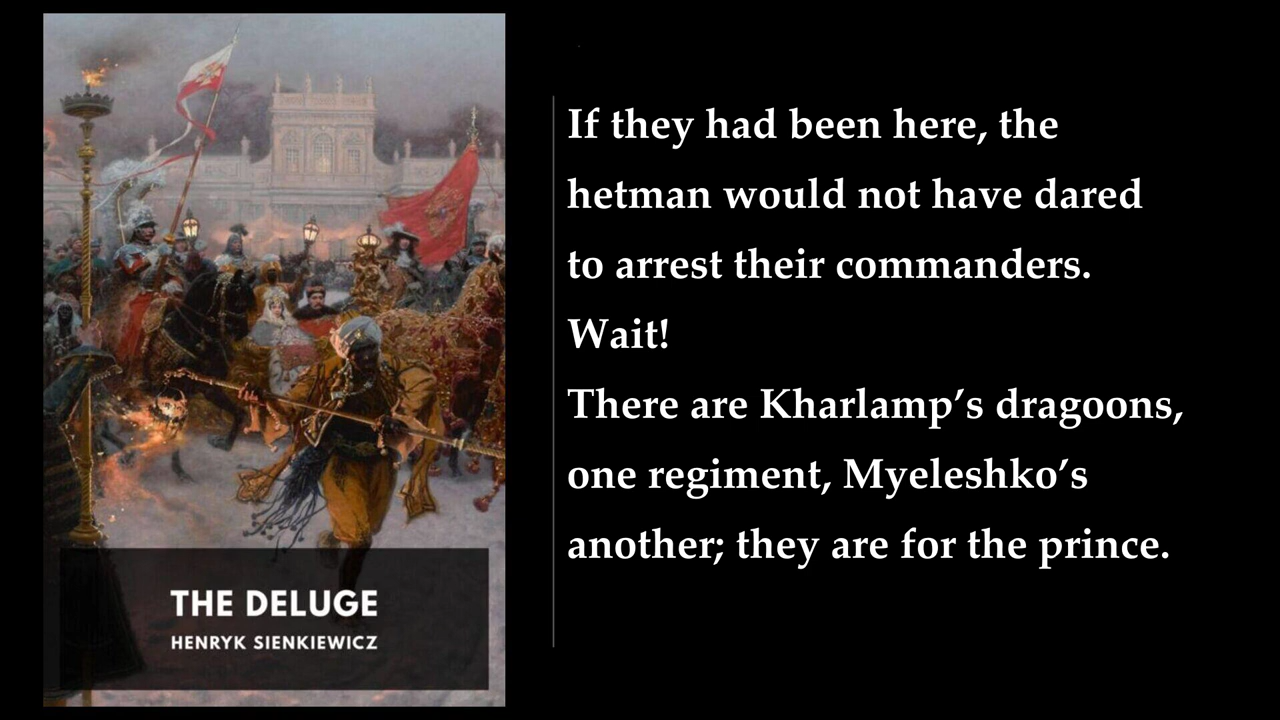 THE DELUGE
HENRYK SIENKIEWICZ
If they had been here, the
hetman would not have dared
to arrest their commanders.
Wait!
There are Kharlamp’s dragoons,
one regiment, Myeleshko’s
another; they are for the prince.